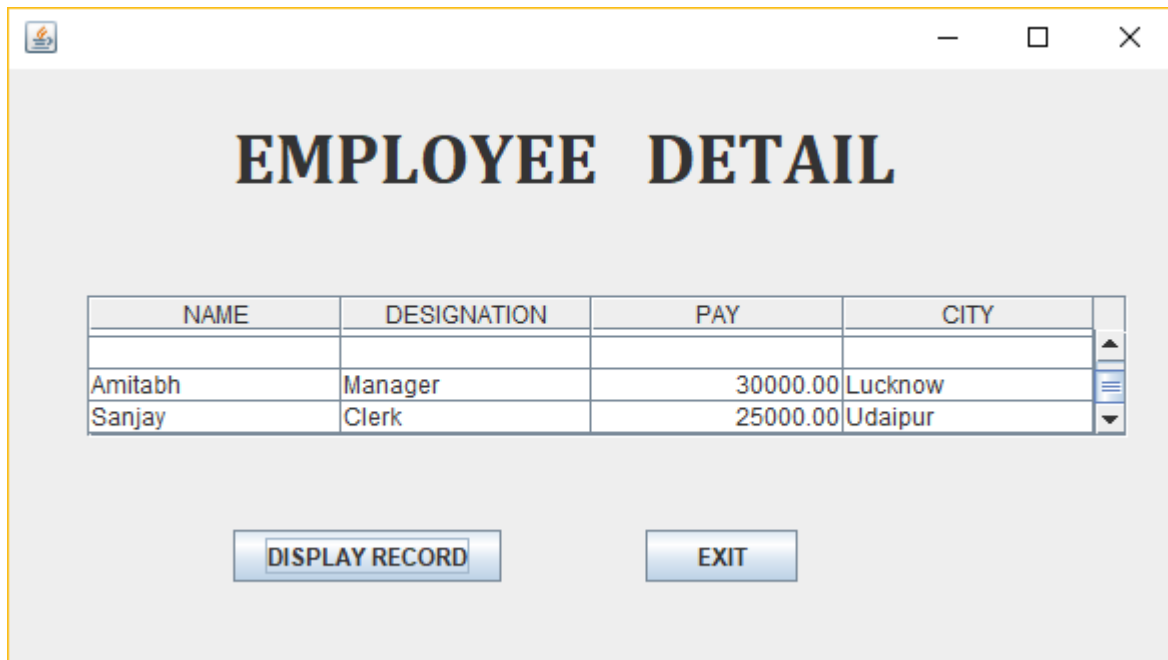 EMPLOYEE DETAIL
NAME DESIGNATION PAY CITY
Amitabh Manager 30000.00 Lucknow
Sanjay Clerk 25000.00 Udaipur
DISPLAY RECORD EXIT